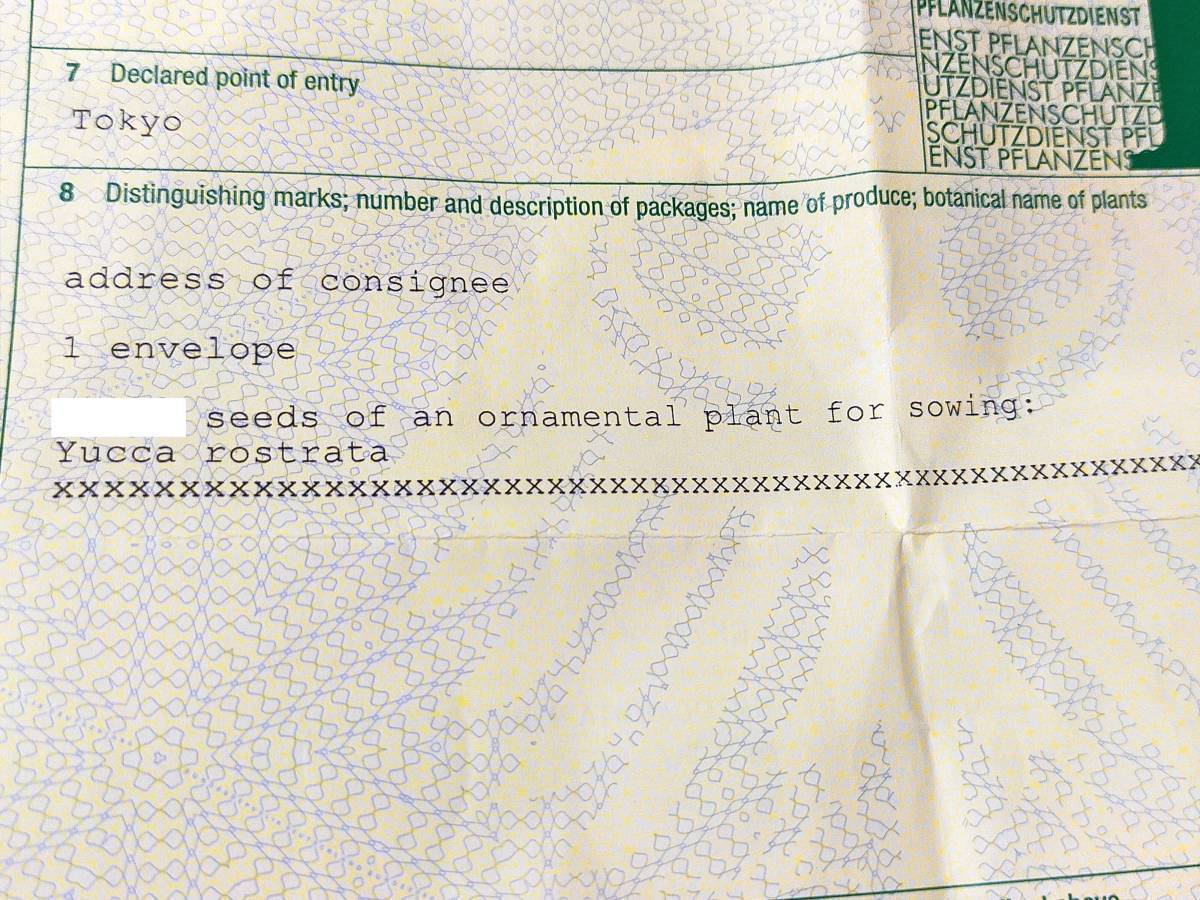 PFLANZENSCHUTZDIENST
ENST PFLANZENSCH
NZENSCHUTZDIENS
UTZDIENST PFLANZE
PFLANZENSCHUTZD
SCHUTZDIENST PFL
ENST PFLANZENS
7 Declared point of entry
Tokyo
8 Distinguishing marks; number and description of packages; name of produce; botanical name of plants
address of consignee
1 envelope
seeds of an ornamental plant for sowing:
Yucca rostrata
xxxxxxxxxxxxxxxxxxxxxxxxxxxxxxxxxxxxxxxxxxxxxxxxxxxxx